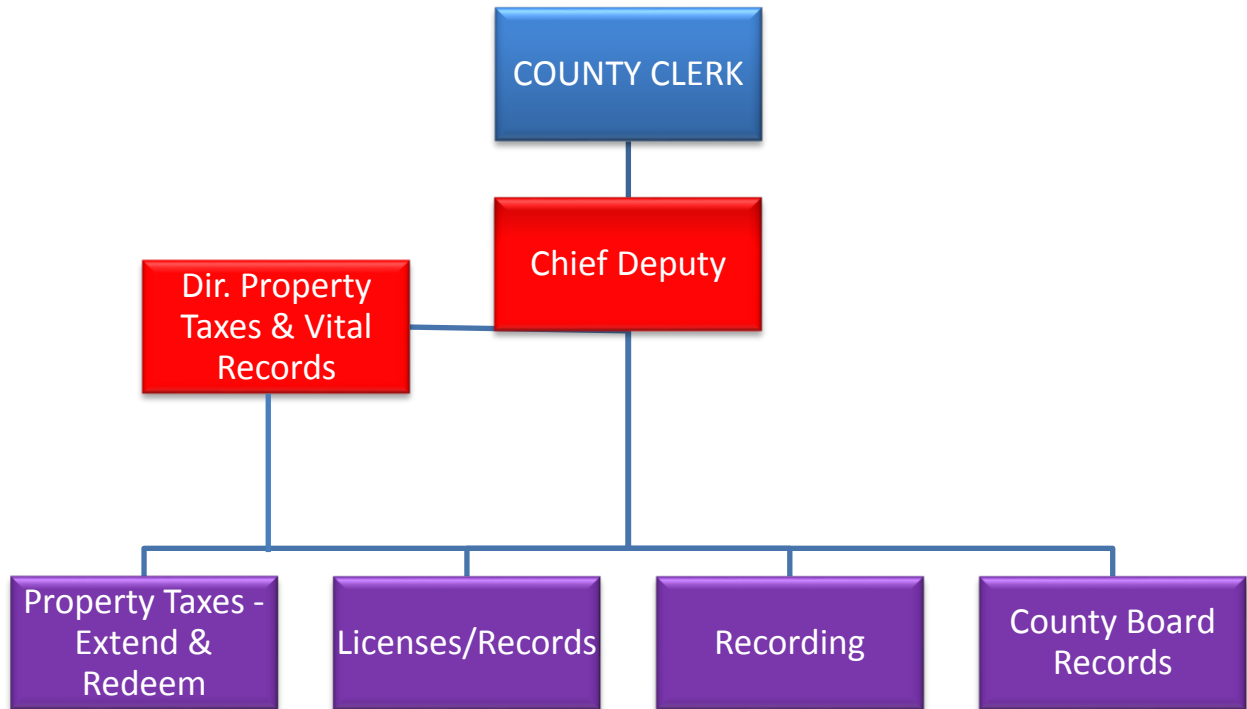 COUNTY CLERK
Chief Deputy
Dir. Property
Taxes & Vital
Records
Property Taxes -
Extend &
Redeem
Licenses/Records
Recording
County Board
Records